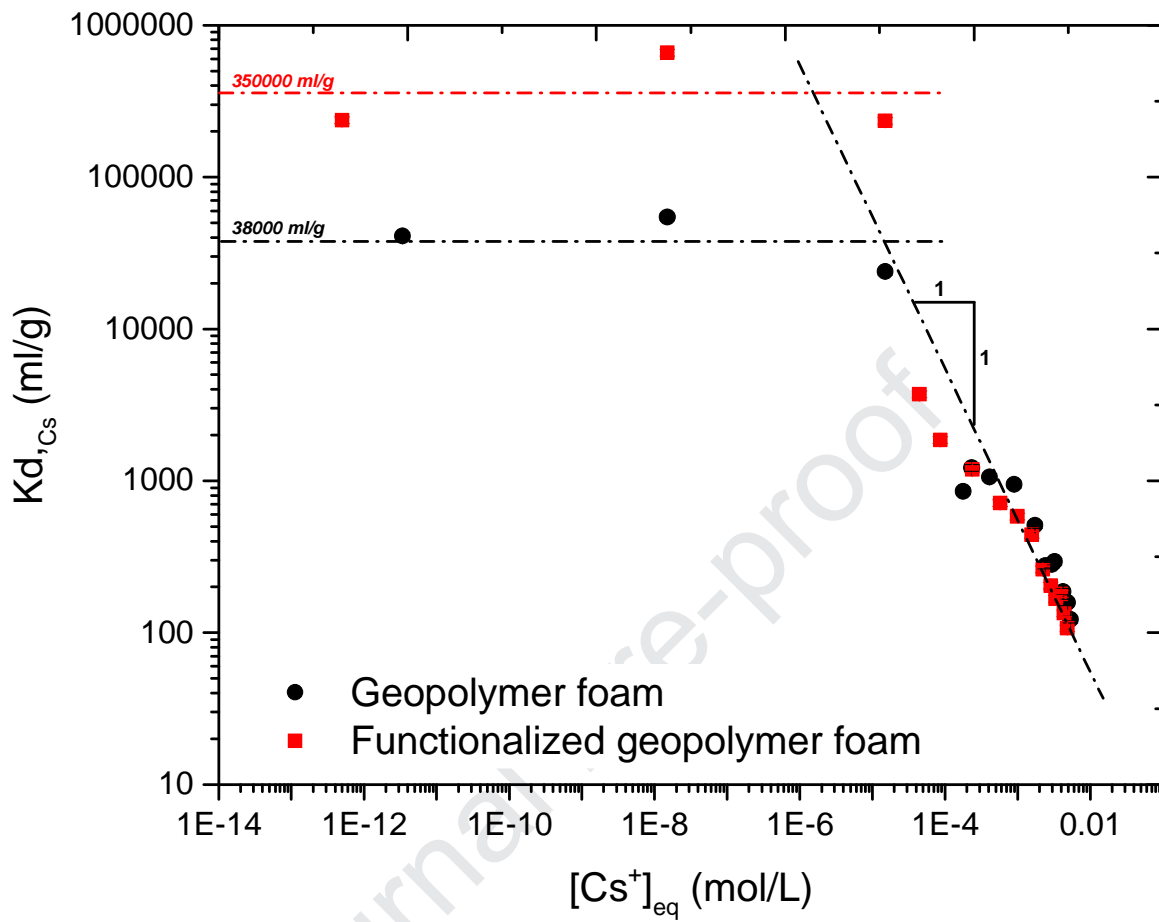 1000000
350000 ml/g
100000
38000 ml/g
10000
1
1
1000
100
10
Kd,Cs (ml/g)
Geopolymer foam
Functionalized geopolymer foam
1E-14 1E-12 1E-10 1E-8 1E-6 1E-4 0.01
[Cs+]eq (mol/L)